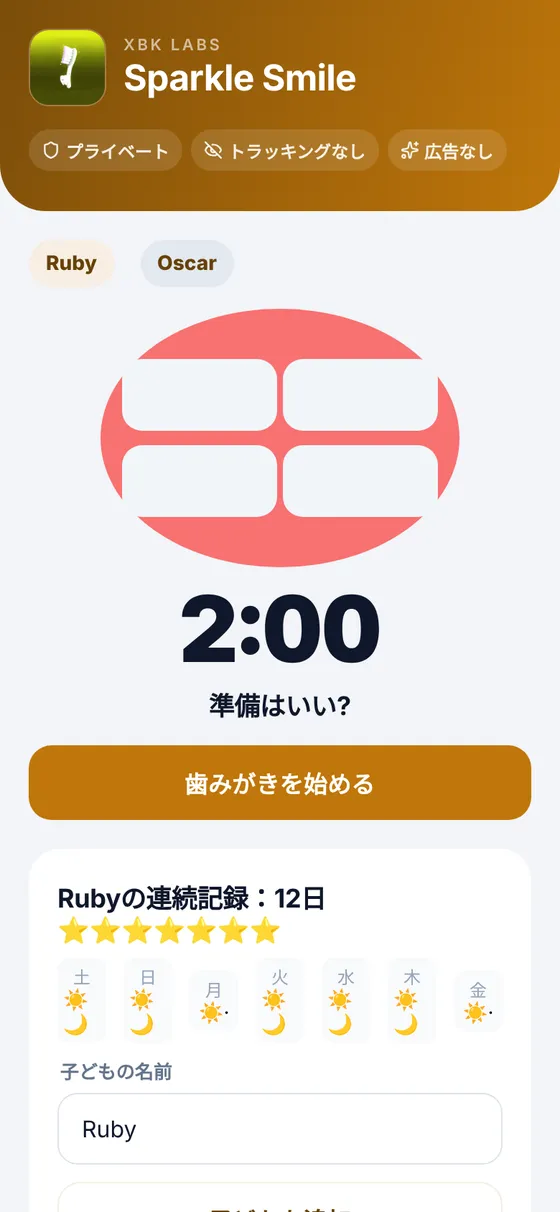 XBK LABS
Sparkle Smile
プライベート
トラッキングなし
広告なし
Ruby
Oscar
2:00
準備はいい?
歯みがきを始める
Rubyの連続記録：12日
⭐⭐⭐⭐⭐⭐⭐
土 日 月 火 水 木 金
☀️ ☀️ ☀️· ☀️ ☀️ ☀️ ☀️·
🌙 🌙 🌙 🌙 🌙
子どもの名前
Ruby